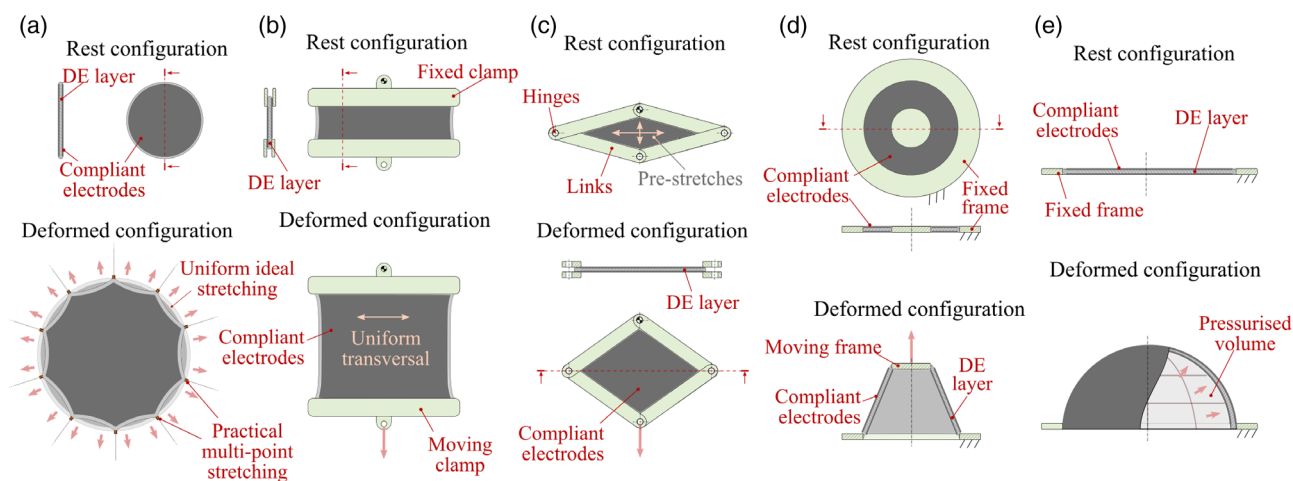 (a)
Rest configuration
DE layer
Compliant
electrodes
Deformed configuration
Uniform ideal
stretching
Practical
multi-point
stretching
(b)
Rest configuration
Fixed clamp
DE layer
Deformed configuration
Compliant
electrodes
Uniform
transversal
Moving
clamp
(c)
Rest configuration
Hinges
Links
Pre-stretches
Deformed configuration
DE layer
Compliant
electrodes
(d)
Rest configuration
Compliant
electrodes
Fixed
frame
Deformed configuration
Moving frame
DE
layer
Compliant
electrodes
(e)
Rest configuration
Compliant
electrodes
DE layer
Fixed frame
Deformed configuration
Pressurised
volume